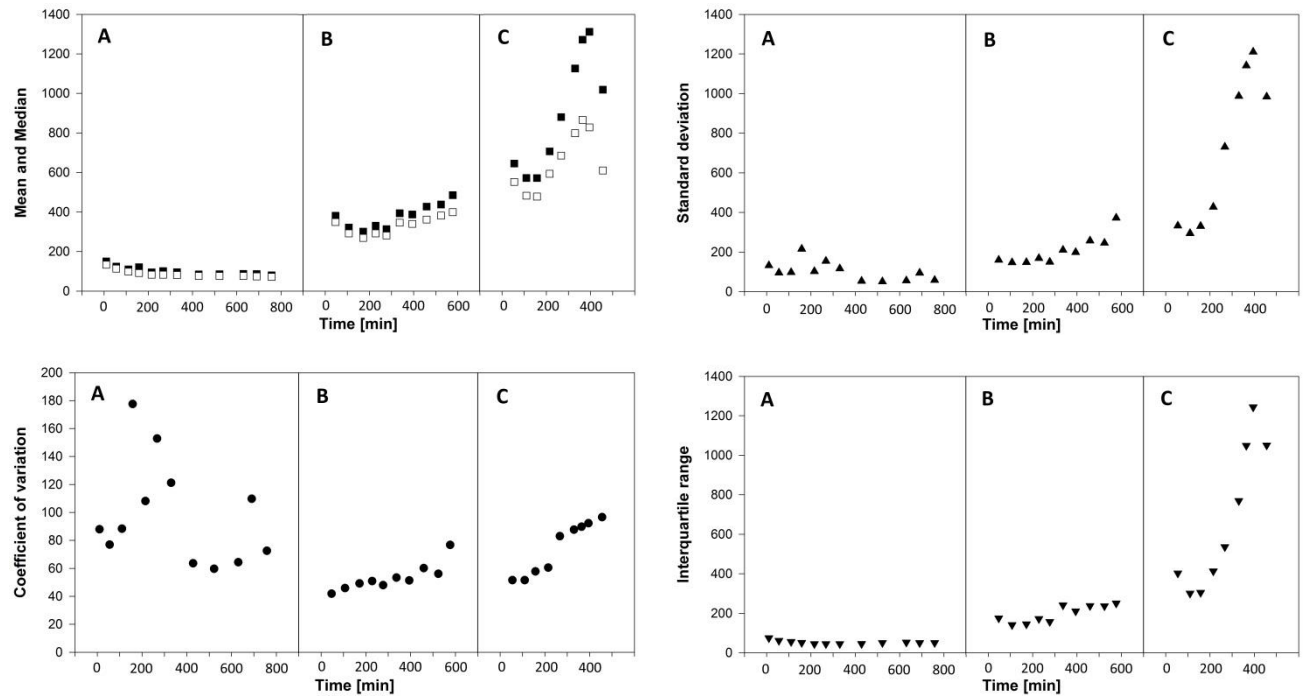 Mean and Median
1400
1200
1000
800
600
400
200
0
A
B
C
0 200 400 600 800 0 200 400 600 0 200 400
Time [min]
Standard deviation
1400
1200
1000
800
600
400
200
0
A
B
C
0 200 400 600 800 0 200 400 600 0 200 400
Time [min]
Coefficient of variation
200
180
160
140
120
100
80
60
40
20
0
A
B
C
0 200 400 600 800 0 200 400 600 0 200 400
Time [min]
Interquartile range
1400
1200
1000
800
600
400
200
0
A
B
C
0 200 400 600 800 0 200 400 600 0 200 400
Time [min]